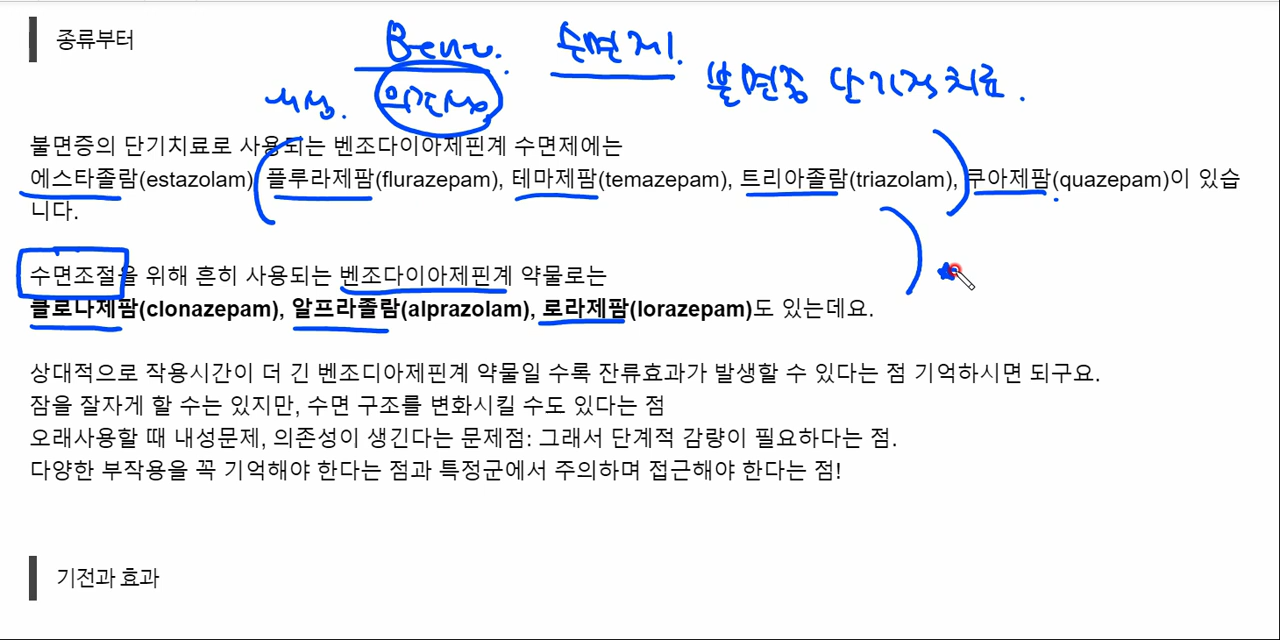 종류부터
Benzo. 수면제.
내성. 의존성 불면증 단기적치료.
불면증의 단기치료로 사용되는 벤조다이아제핀계 수면제에는
에스타졸람(estazolam), 플루라제팜(flurazepam), 테마제팜(temazepam), 트리아졸람(triazolam), 쿠아제팜(quazepam)이 있습
니다.
수면조절을 위해 흔히 사용되는 벤조다이아제핀계 약물로는
클로나제팜(clonazepam), 알프라졸람(alprazolam), 로라제팜(lorazepam)도 있는데요.
상대적으로 작용시간이 더 긴 벤조디아제핀계 약물일 수록 잔류효과가 발생할 수 있다는 점 기억하시면 되구요.
잠을 잘자게 할 수는 있지만, 수면 구조를 변화시킬 수도 있다는 점
오래사용할 때 내성문제, 의존성이 생긴다는 문제점: 그래서 단계적 감량이 필요하다는 점.
다양한 부작용을 꼭 기억해야 한다는 점과 특정군에서 주의하며 접근해야 한다는 점!
기전과 효과